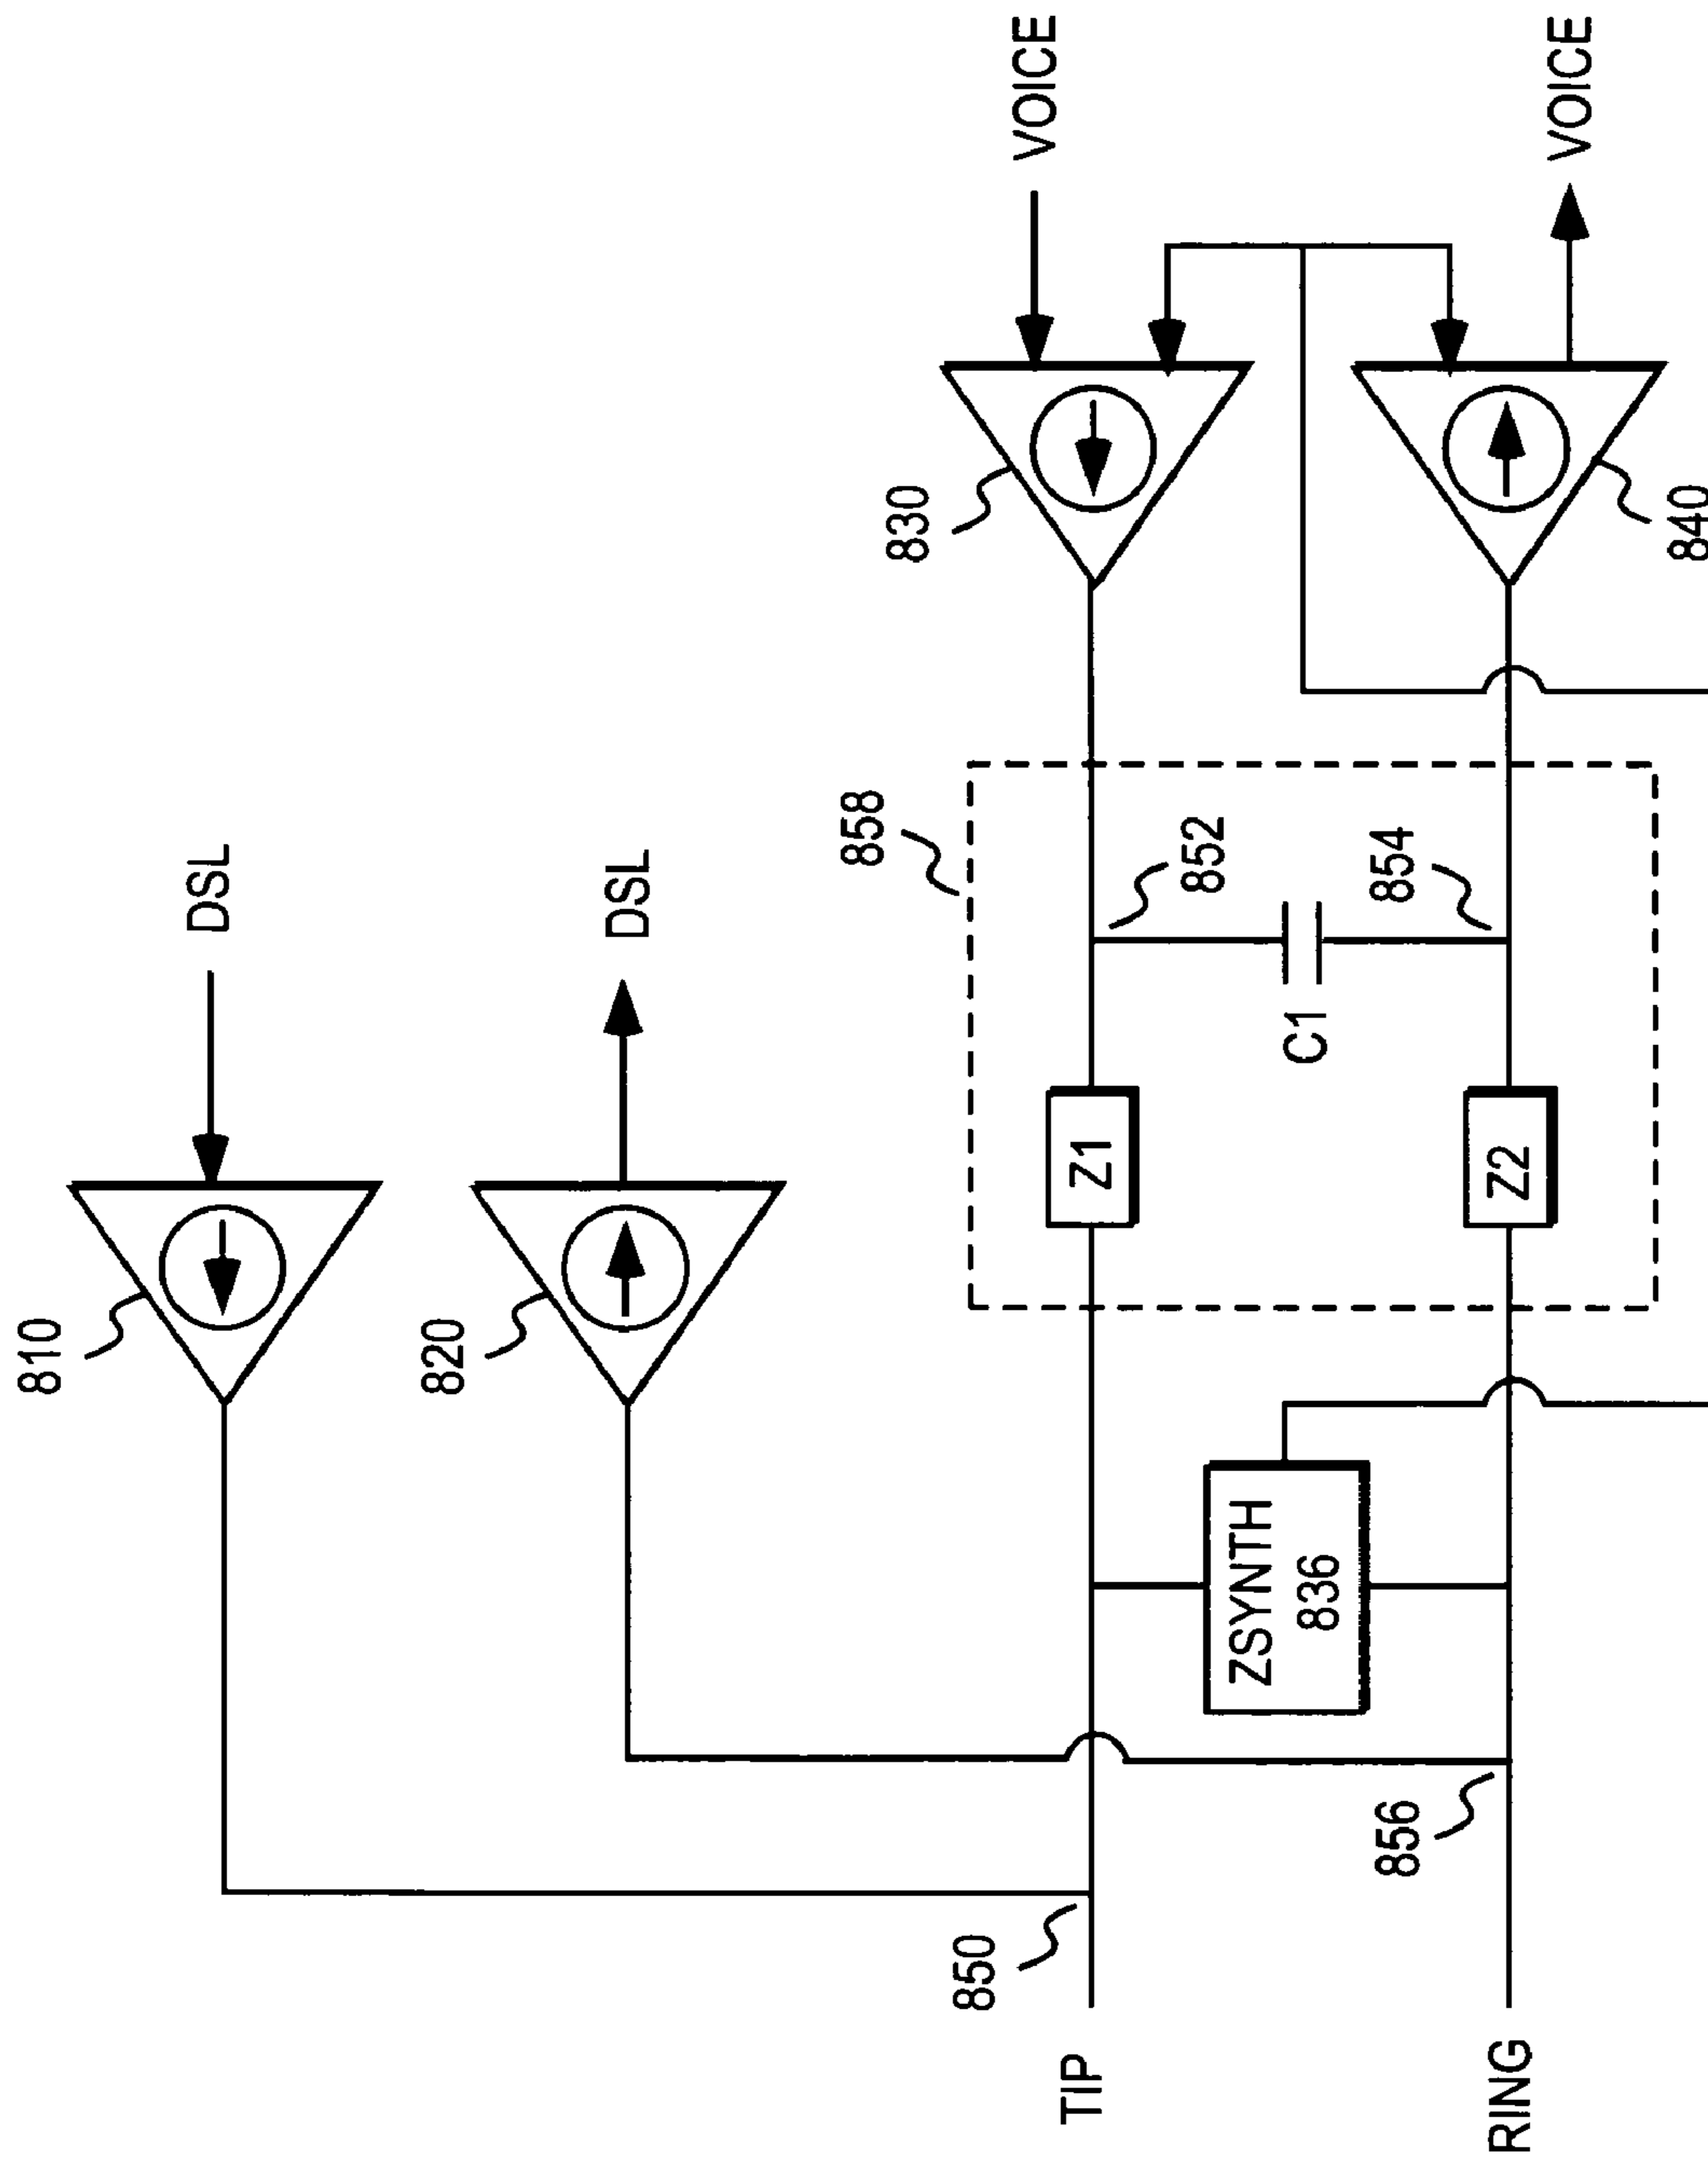 810
DSL
820
DSL
858
830
VOICE
850
TIP
Z1
852
ZSYNTH
836
C1
854
856
RING
Z2
840
VOICE